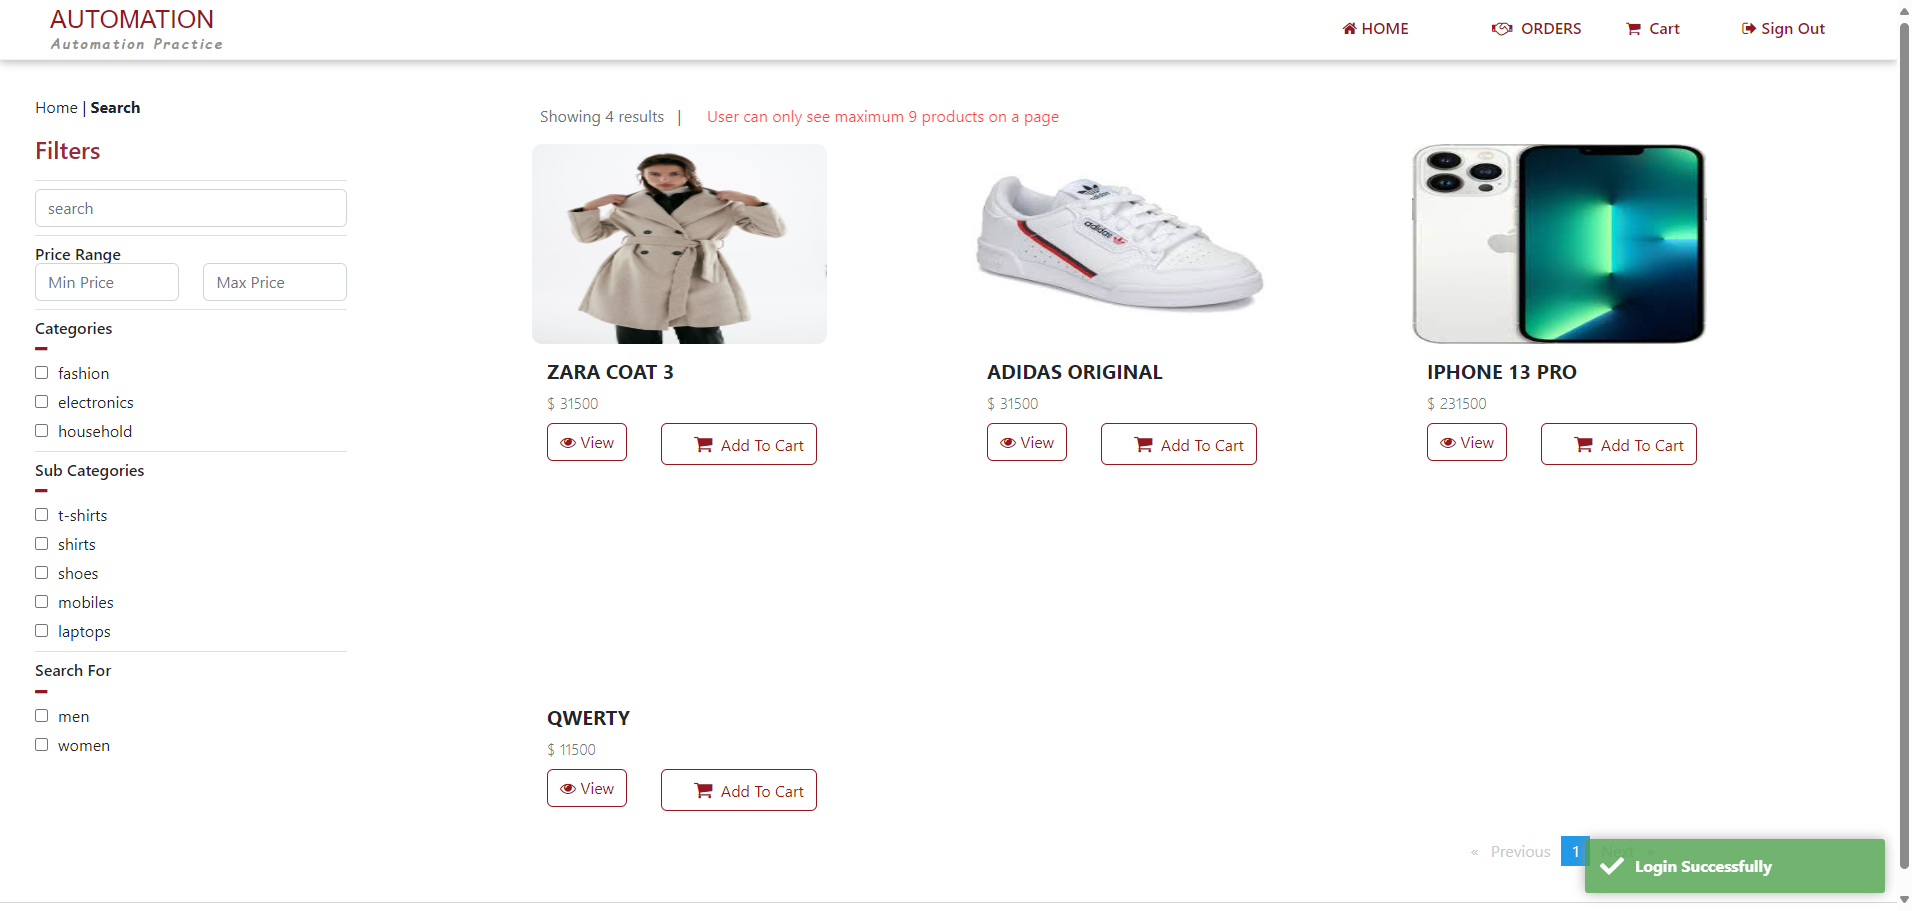 AUTOMATION
Automation Practice
HOME
ORDERS
Cart
Sign Out
Home | Search
Filters
search
Price Range
Min Price
Max Price
Categories
fashion
electronics
household
Sub Categories
t-shirts
shirts
shoes
mobiles
laptops
Search For
men
women
Showing 4 results |
User can only see maximum 9 products on a page
adidas
ZARA COAT 3
$ 31500
View
Add To Cart
ADIDAS ORIGINAL
$ 31500
View
Add To Cart
IPHONE 13 PRO
$ 231500
View
Add To Cart
QWERTY
$ 11500
View
Add To Cart
« Previous 1 Next »
Login Successfully